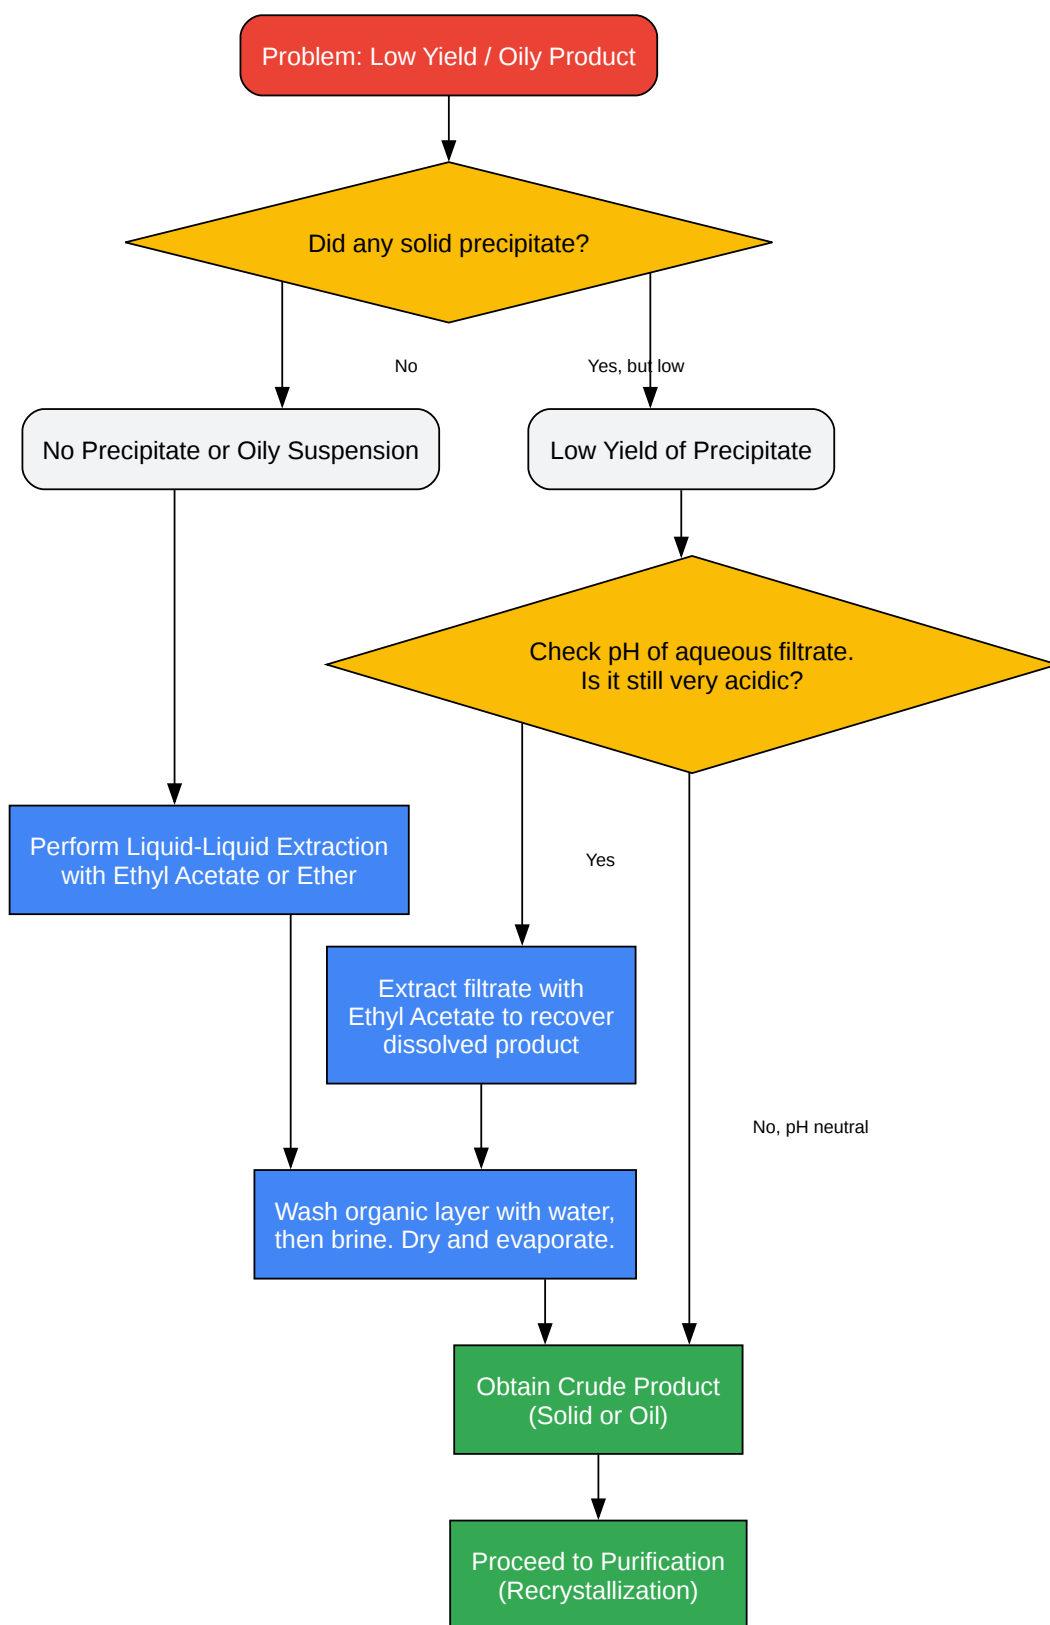 Problem: Low Yield / Oily Product
Did any solid precipitate?
No
Yes, but low
No Precipitate or Oily Suspension
Low Yield of Precipitate
Check pH of aqueous filtrate.
Is it still very acidic?
Perform Liquid-Liquid Extraction
with Ethyl Acetate or Ether
Yes
Extract filtrate with
Ethyl Acetate to recover
dissolved product
No, pH neutral
Wash organic layer with water,
then brine. Dry and evaporate.
Obtain Crude Product
(Solid or Oil)
Proceed to Purification
(Recrystallization)